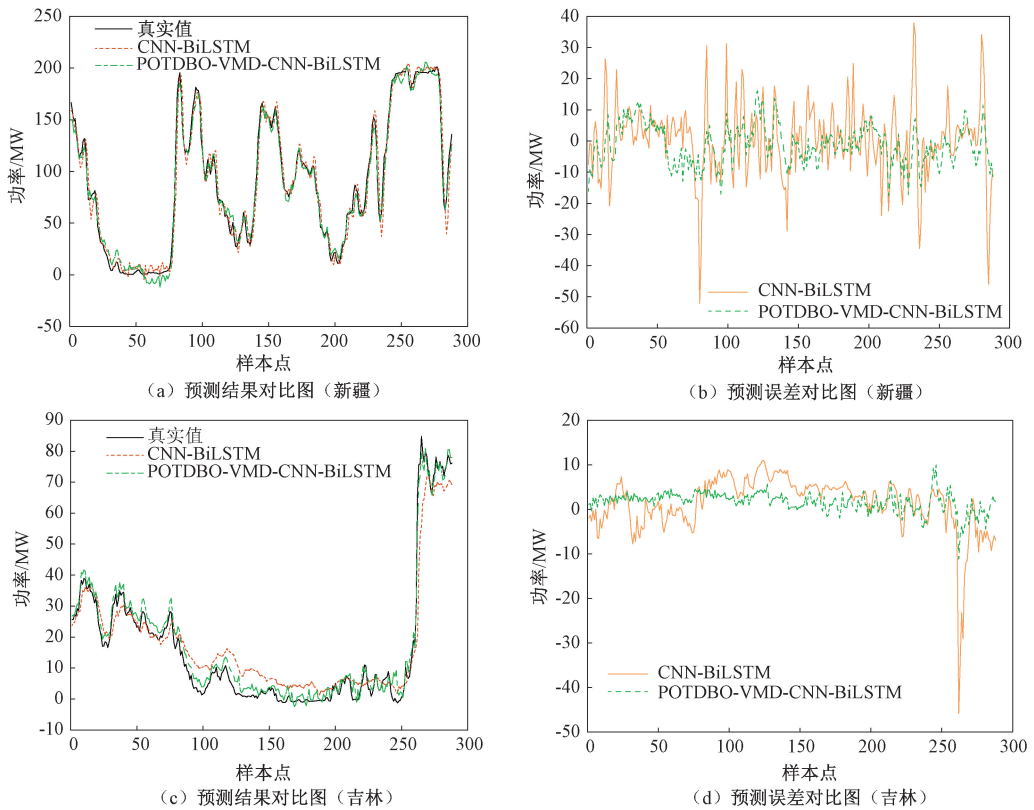 250
200
150
100
50
0
-50
功率/MW
真实值
CNN-BiLSTM
POTDBO-VMD-CNN-BiLSTM
0 50 100 150 200 250 300
样本点
(a) 预测结果对比图(新疆)
40
30
20
10
0
-10
-20
-30
-40
-50
-60
功率/MW
CNN-BiLSTM
POTDBO-VMD-CNN-BiLSTM
0 50 100 150 200 250 290
样本点
(b) 预测误差对比图(新疆)
90
80
70
60
50
40
30
20
10
0
-10
功率/MW
真实值
CNN-BiLSTM
POTDBO-VMD-CNN-BiLSTM
0 50 100 150 200 250 300
样本点
(c) 预测结果对比图(吉林)
20
10
0
-10
-20
-30
-40
-50
功率/MW
CNN-BiLSTM
POTDBO-VMD-CNN-BiLSTM
0 50 100 150 213 250 300
样本点
(d) 预测误差对比图(吉林)